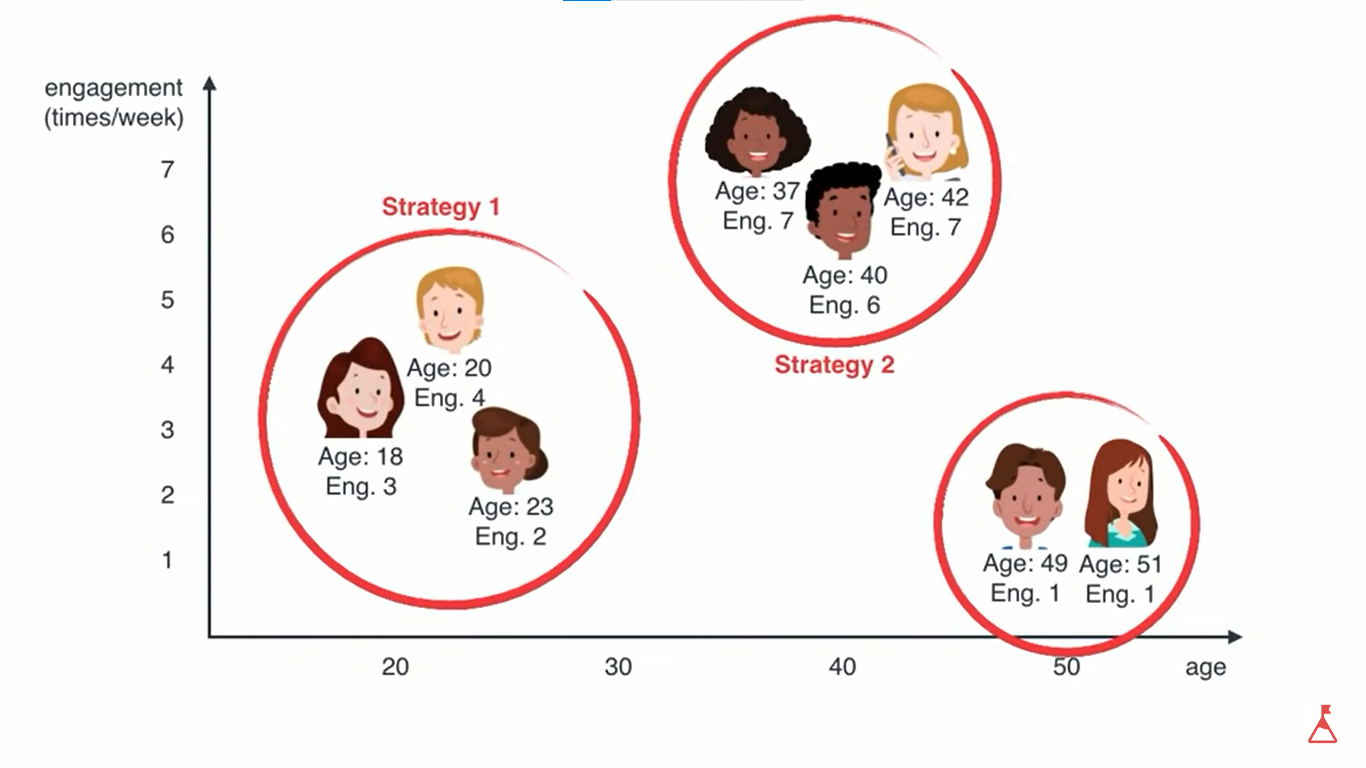 engagement
(times/week)
7
6
5
4
3
2
1
Strategy 1
Age: 20
Eng. 4
Age: 18
Eng. 3
Age: 23
Eng. 2
Age: 37
Eng. 7
Age: 42
Eng. 7
Age: 40
Eng. 6
Strategy 2
Age: 49
Eng. 1
Age: 51
Eng. 1
20 30 40 50 age